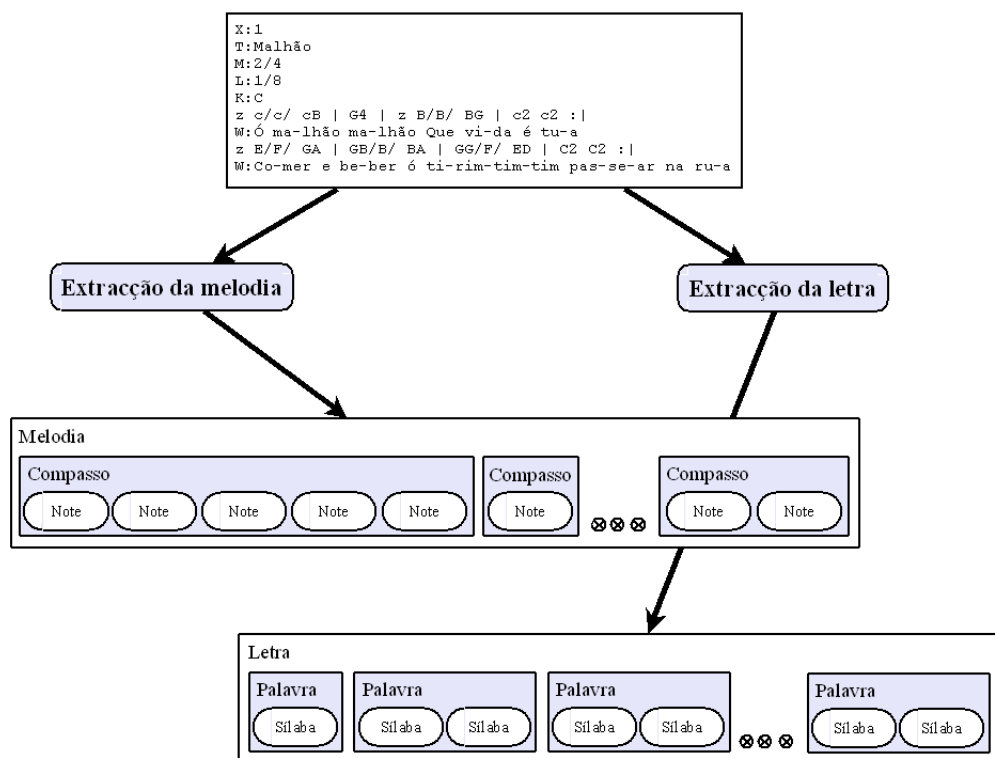 X:1
T:Malhão
M:2/4
L:1/8
K:C
z c/c/ cB | G4 | z B/B/ BG | c2 c2 :|
W:Ó ma-lhão ma-lhão Que vi-da é tu-a
z E/F/ GA | GB/B/ BA | GG/F/ ED | C2 C2 :|
W:Co-mer e be-ber ó ti-rim-tim-tim pas-se-ar na ru-a
Extracção da melodia
Extracção da letra
Melodia
Compasso Compasso Compasso
Note Note Note Note Note Note Note Note
Letra
Palavra Palavra Palavra Palavra
Sílaba Sílaba Sílaba Sílaba Sílaba Sílaba Sílaba